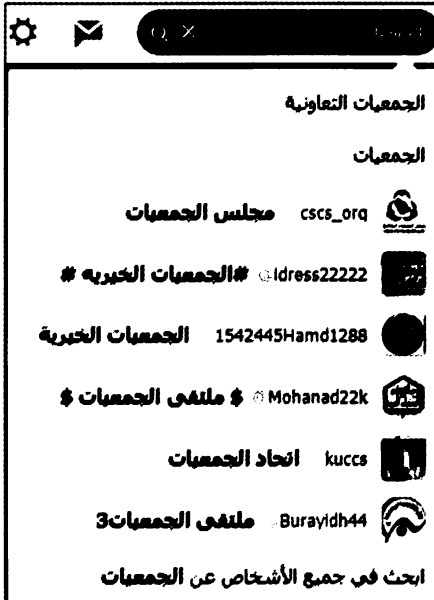 الجمعيات التعاونية
الجمعيات
cscs_org مجلس الجمعيات
Idress22222 #الجمعيات الخيريه #
1542445Hamd1288 الجمعيات الخيرية
Mohanad22k $ ملتقى الجمعيات $
kuccs اتحاد الجمعيات
Burayidh44 ملتقى الجمعيات3
ابحث في جميع الأشخاص عن الجمعيات